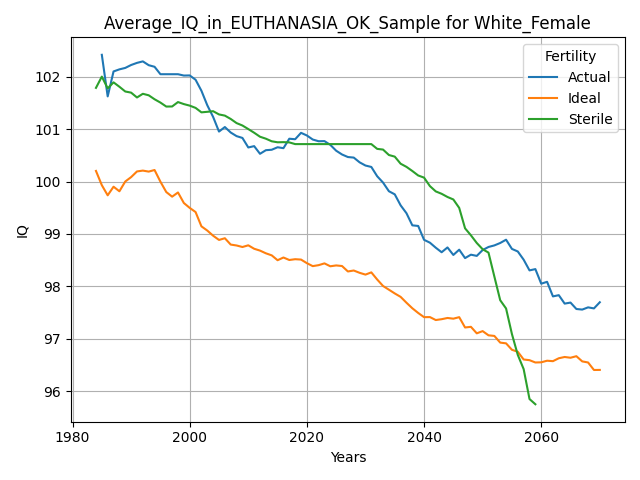 Average_IQ_in_EUTHANASIA_OK_Sample for White_Female
Fertility
Actual
Ideal
Sterile
IQ
102
101
100
99
98
97
96
1980
2000
2020
2040
2060
Years